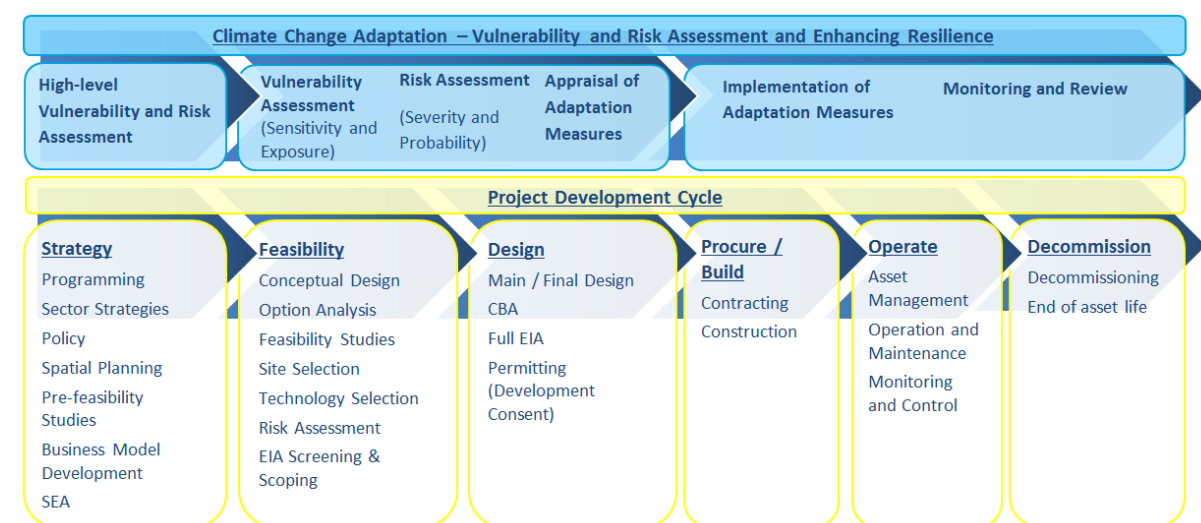 Climate Change Adaptation – Vulnerability and Risk Assessment and Enhancing Resilience
High-level
Vulnerability and Risk
Assessment
Vulnerability
Assessment
(Sensitivity and
Exposure)
Risk Assessment
(Severity and
Probability)
Appraisal of
Adaptation
Measures
Implementation of
Adaptation Measures
Monitoring and Review
Project Development Cycle
Strategy
Programming
Sector Strategies
Policy
Spatial Planning
Pre-feasibility
Studies
Business Model
Development
SEA
Feasibility
Conceptual Design
Option Analysis
Feasibility Studies
Site Selection
Technology Selection
Risk Assessment
EIA Screening &
Scoping
Design
Main / Final Design
CBA
Full EIA
Permitting
(Development
Consent)
Procure /
Build
Contracting
Construction
Operate
Asset
Management
Operation and
Maintenance
Monitoring
and Control
Decommission
Decommissioning
End of asset life